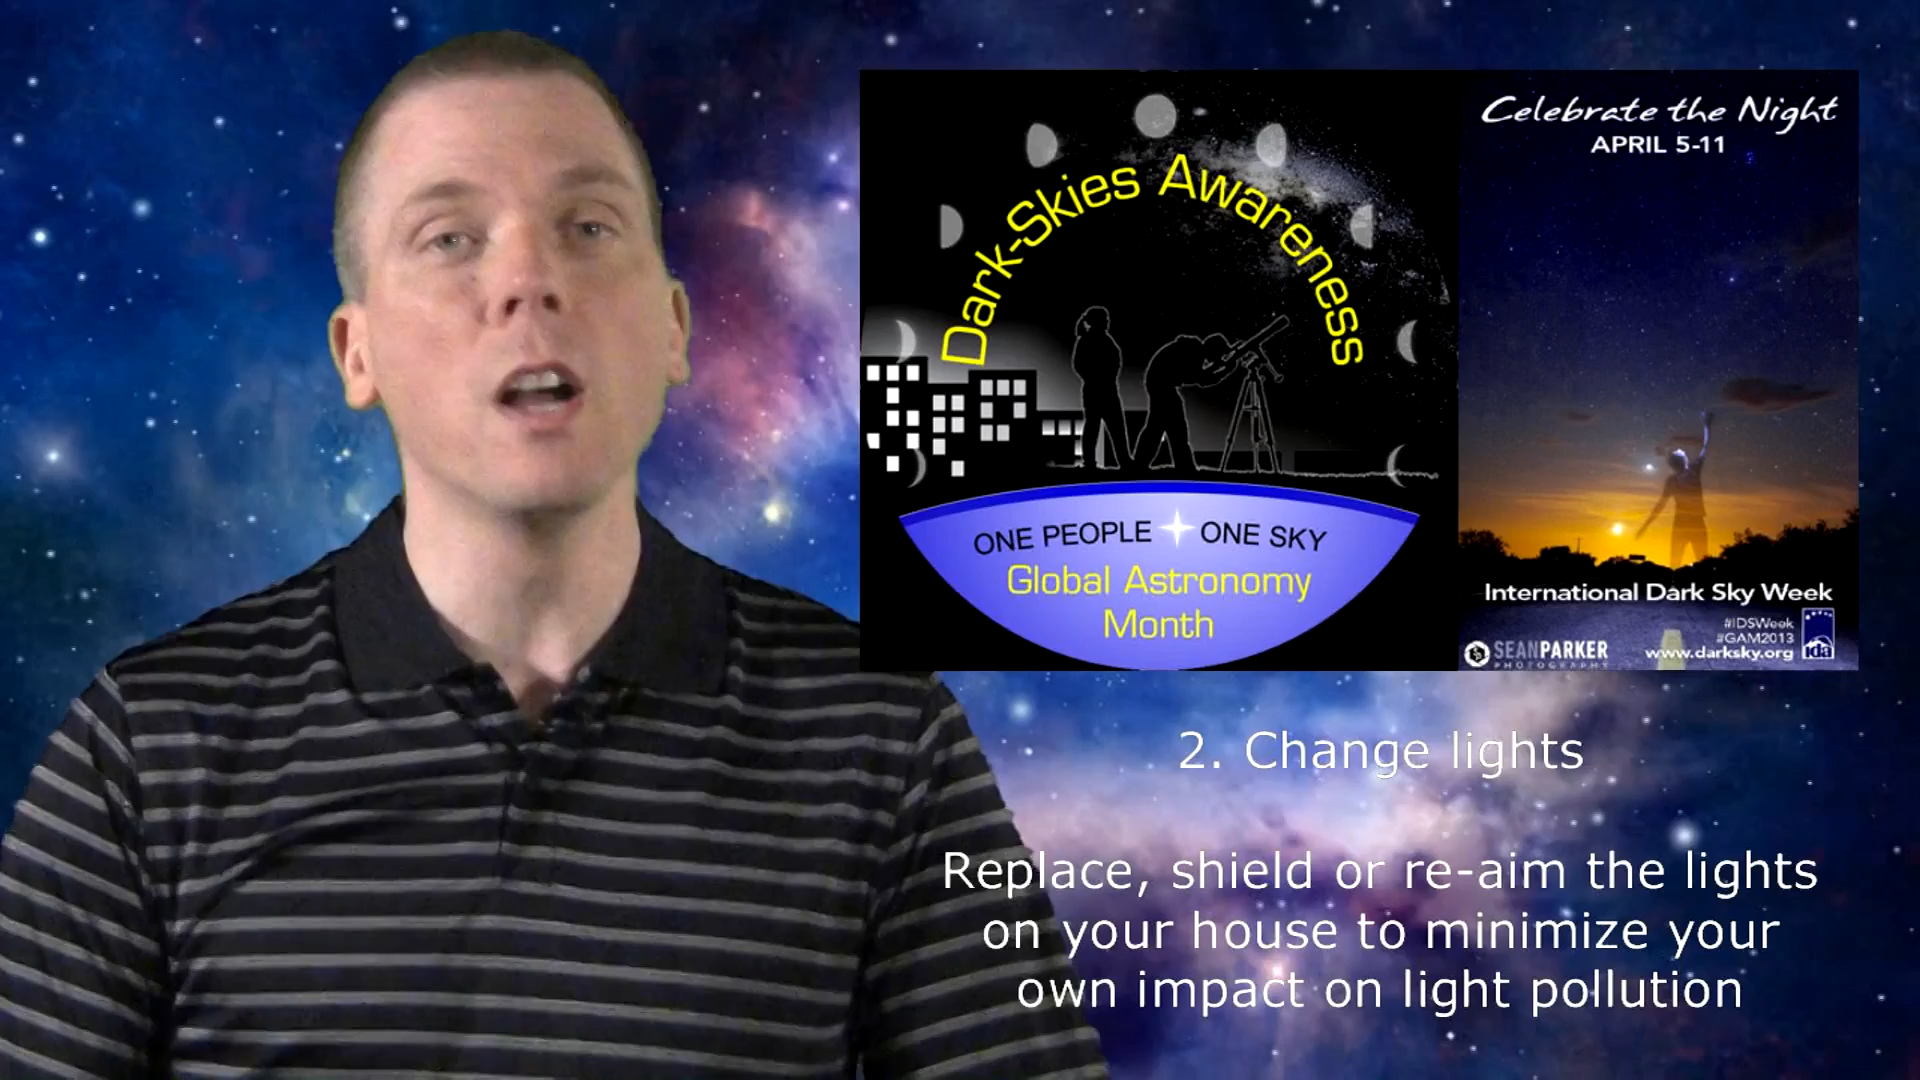 Dark-Skies Awareness
ONE PEOPLE ONE SKY
Global Astronomy
Month
Celebrate the Night
APRIL 5-11
International Dark Sky Week
#IDSWeek
#GAM2013
www.darksky.org
ida
SEANPARKER
PHOTOGRAPHY
2. Change lights
Replace, shield or re-aim the lights
on your house to minimize your
own impact on light pollution